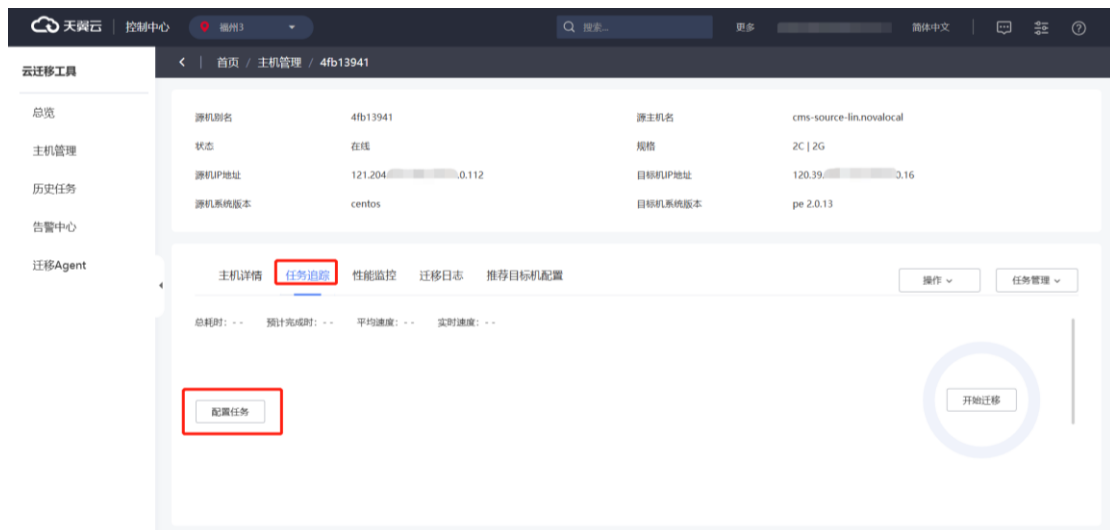 天翼云 控制中心 福州3 搜索... 更多 简体中文
云迁移工具
首页 / 主机管理 / 4fb13941
总览
主机管理
历史任务
告警中心
迁移Agent
源机别名 4fb13941 源主机名 cms-source-lin.novalocal
状态 在线 规格 2C | 2G
源机IP地址 121.204. .0.112 目标机IP地址 120.39. 0.16
源机系统版本 centos 目标机系统版本 pe 2.0.13
主机详情 任务追踪 性能监控 迁移日志 推荐目标机配置 操作 任务管理
总耗时：- - 预计完成时：- - 平均速度：- - 实时速度：- -
配置任务 开始迁移